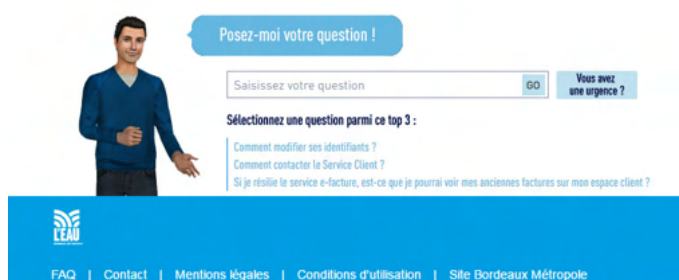 Posez-moi votre question !
Saisissez votre question GO
Vous avez
une urgence ?
Sélectionnez une question parmi ce top 3 :
Comment modifier ses identifiants ?
Comment contacter le Service Client ?
Si je résilie le service e-facture, est-ce que je pourrai voir mes anciennes factures sur mon espace client ?
L'EAU
FAQ | Contact | Mentions légales | Conditions d'utilisation | Site Bordeaux Métropole